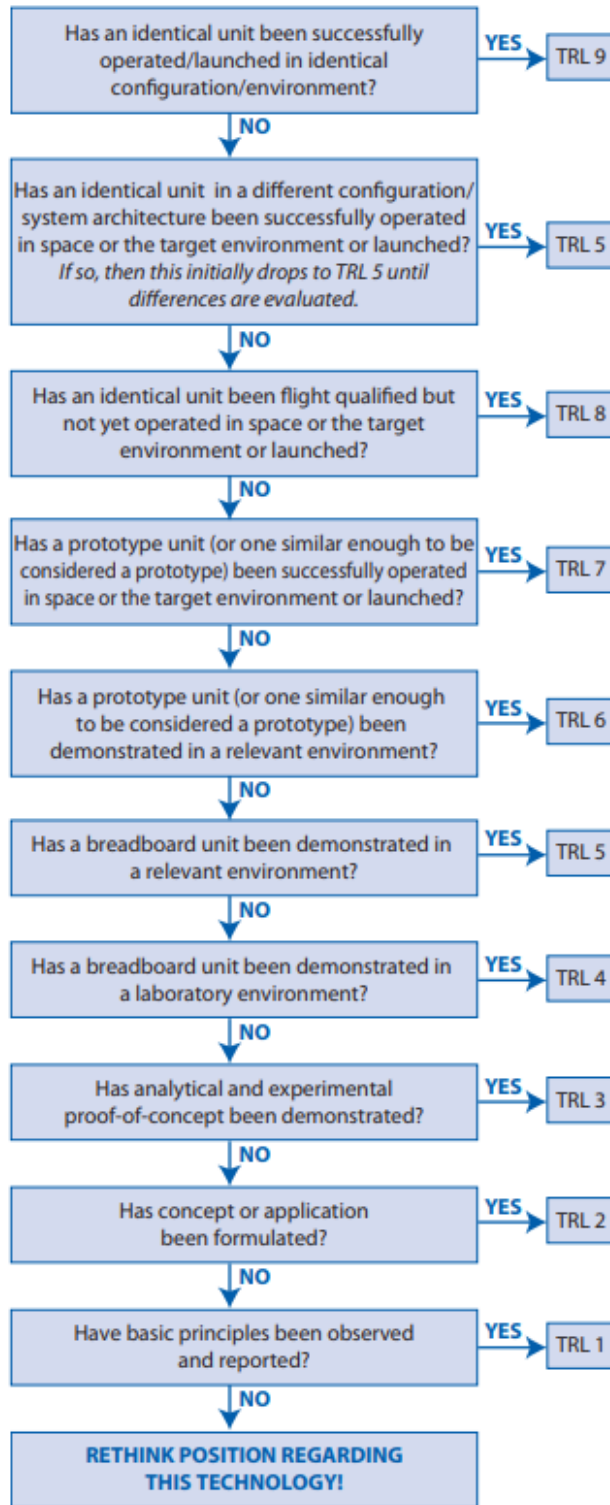 Has an identical unit been successfully
operated/launched in identical
configuration/environment?
YES
TRL 9
NO
Has an identical unit in a different configuration/
system architecture been successfully operated
in space or the target environment or launched?
If so, then this initially drops to TRL 5 until
differences are evaluated.
YES
TRL 5
NO
Has an identical unit been flight qualified but
not yet operated in space or the target
environment or launched?
YES
TRL 8
NO
Has a prototype unit (or one similar enough to be
considered a prototype) been successfully operated
in space or the target environment or launched?
YES
TRL 7
NO
Has a prototype unit (or one similar enough
to be considered a prototype) been
demonstrated in a relevant environment?
YES
TRL 6
NO
Has a breadboard unit been demonstrated in
a relevant environment?
YES
TRL 5
NO
Has a breadboard unit been demonstrated in
a laboratory environment?
YES
TRL 4
NO
Has analytical and experimental
proof-of-concept been demonstrated?
YES
TRL 3
NO
Has concept or application
been formulated?
YES
TRL 2
NO
Have basic principles been observed
and reported?
YES
TRL 1
NO
RETHINK POSITION REGARDING
THIS TECHNOLOGY!